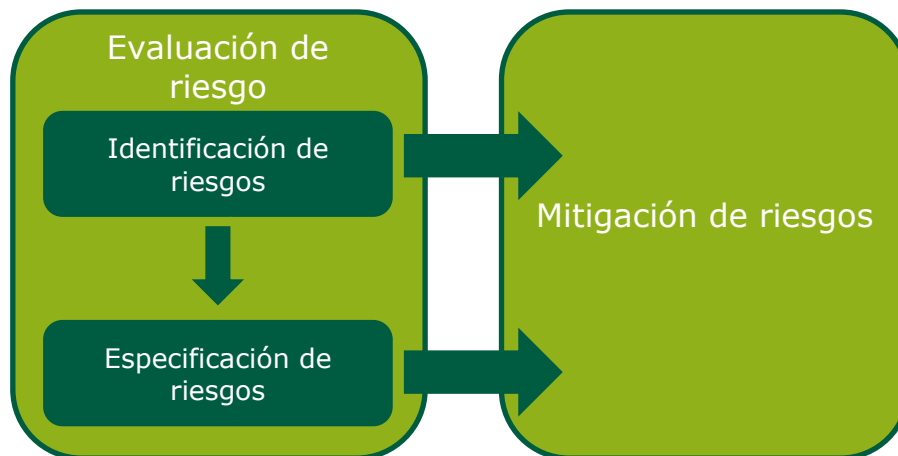 Evaluación de
riesgo
Identificación de
riesgos
Especificación de
riesgos
Mitigación de riesgos